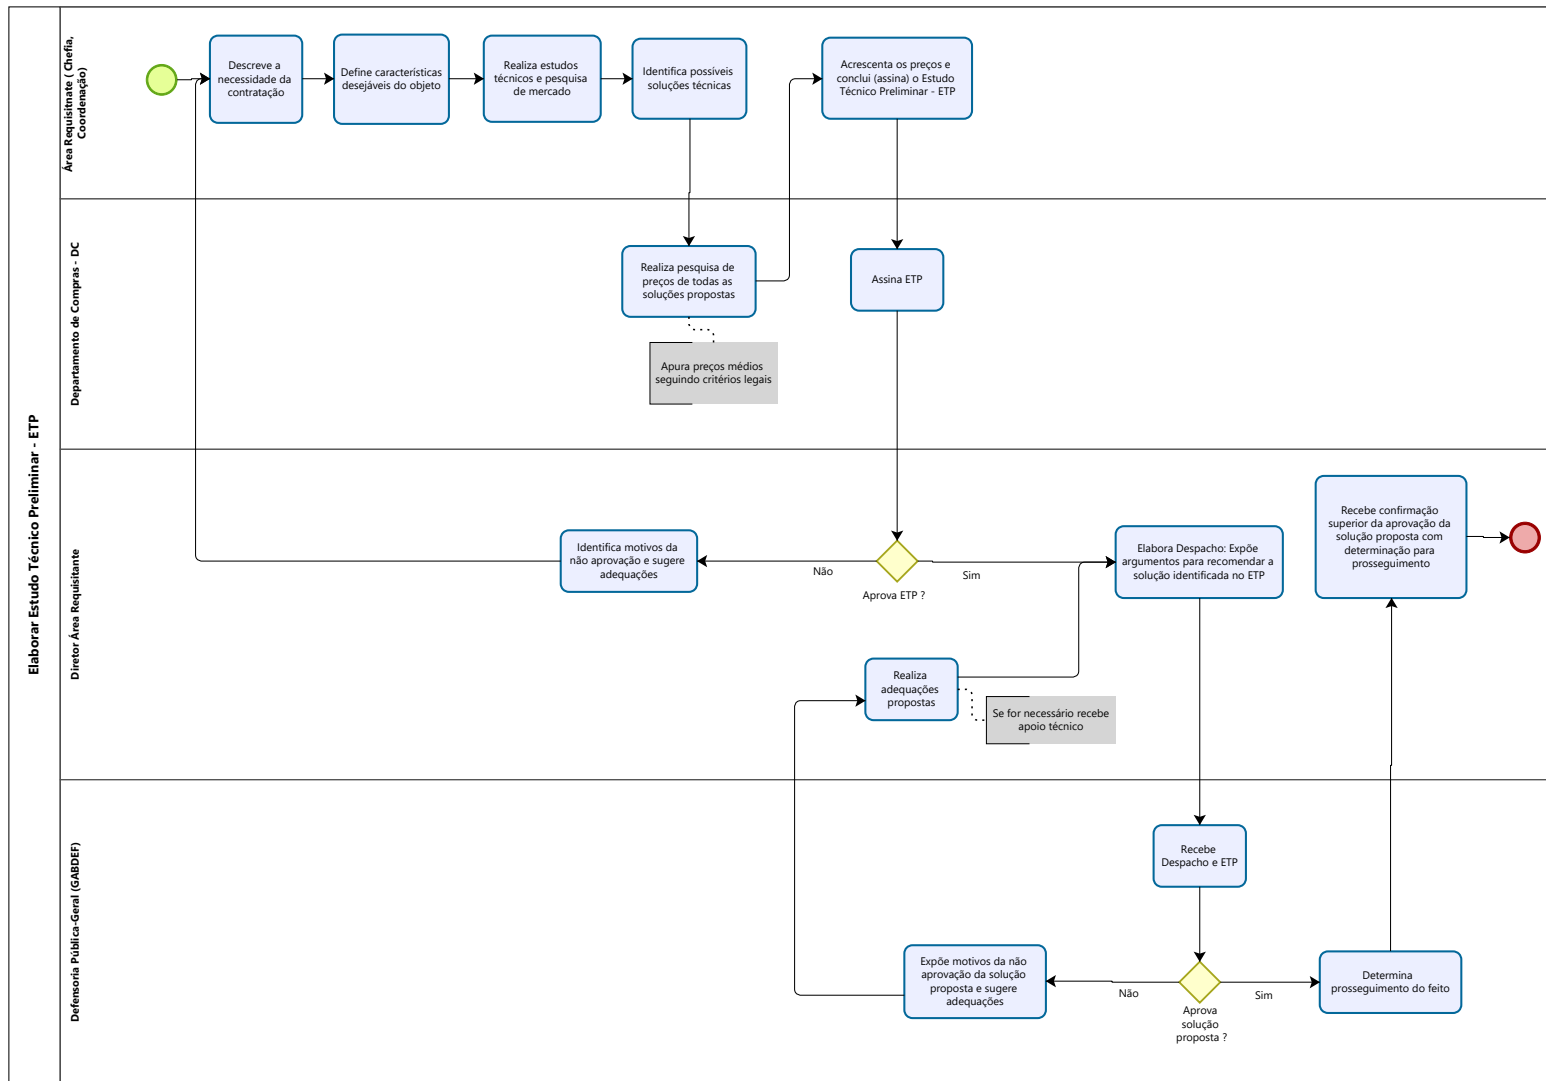 Elaborar Estudo Técnico Preliminar - ETP
Área Requisitnate ( Chefia,
Coordenação)
Descreve a
necessidade da
contratação
Define características
desejáveis do objeto
Realiza estudos
técnicos e pesquisa
de mercado
Identifica possíveis
soluções técnicas
Acrescenta os preços e
conclui (assina) o Estudo
Técnico Preliminar - ETP
Departamento de Compras - DC
Realiza pesquisa de
preços de todas as
soluções propostas
Assina ETP
Apura preços médios
seguindo critérios legais
Diretor Área Requisitante
Identifica motivos da
não aprovação e sugere
adequações
Não
Aprova ETP ?
Sim
Elabora Despacho: Expõe
argumentos para recomendar a
solução identificada no ETP
Recebe confirmação
superior da aprovação da
solução proposta com
determinação para
prosseguimento
Realiza
adequações
propostas
Se for necessário recebe
apoio técnico
Defensoria Pública-Geral (GABDEF)
Recebe
Despacho e ETP
Expõe motivos da não
aprovação da solução
proposta e sugere
adequações
Não
Aprova
solução
proposta ?
Sim
Determina
prosseguimento do feito